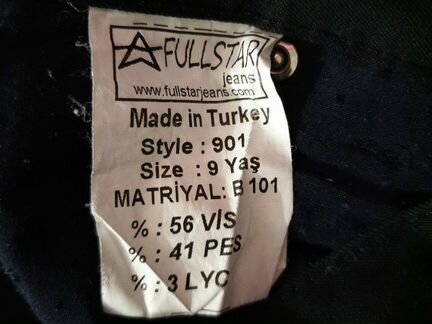 FULLSTAR
jeans
www.fullstarjeans.com
Made in Turkey
Style : 901
Size : 9 Yaş
MATRİYAL: B 101
% : 56 VİS
% : 41 PES
% : 3 LYC